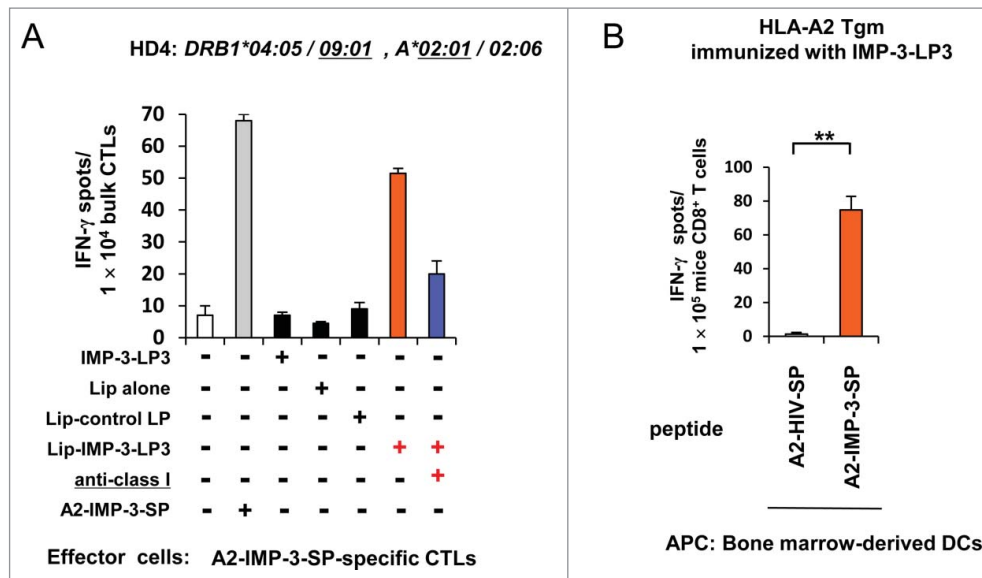 A
HD4: DRB1*04:05 / 09:01 , A*02:01 / 02:06
IFN-γ spots/
1 × 10⁴ bulk CTLs
70
60
50
40
30
20
10
0
IMP-3-LP3 - - + - - - -
Lip alone - - - + - - -
Lip-control LP - - - - + - -
Lip-IMP-3-LP3 - - - - - + +
anti-class I - - - - - - +
A2-IMP-3-SP - + - - - - -
Effector cells: A2-IMP-3-SP-specific CTLs
B
HLA-A2 Tgm
immunized with IMP-3-LP3
**
IFN-γ spots/
1 × 10⁵ mice CD8⁺ T cells
100
80
60
40
20
0
peptide
A2-HIV-SP
A2-IMP-3-SP
APC: Bone marrow-derived DCs